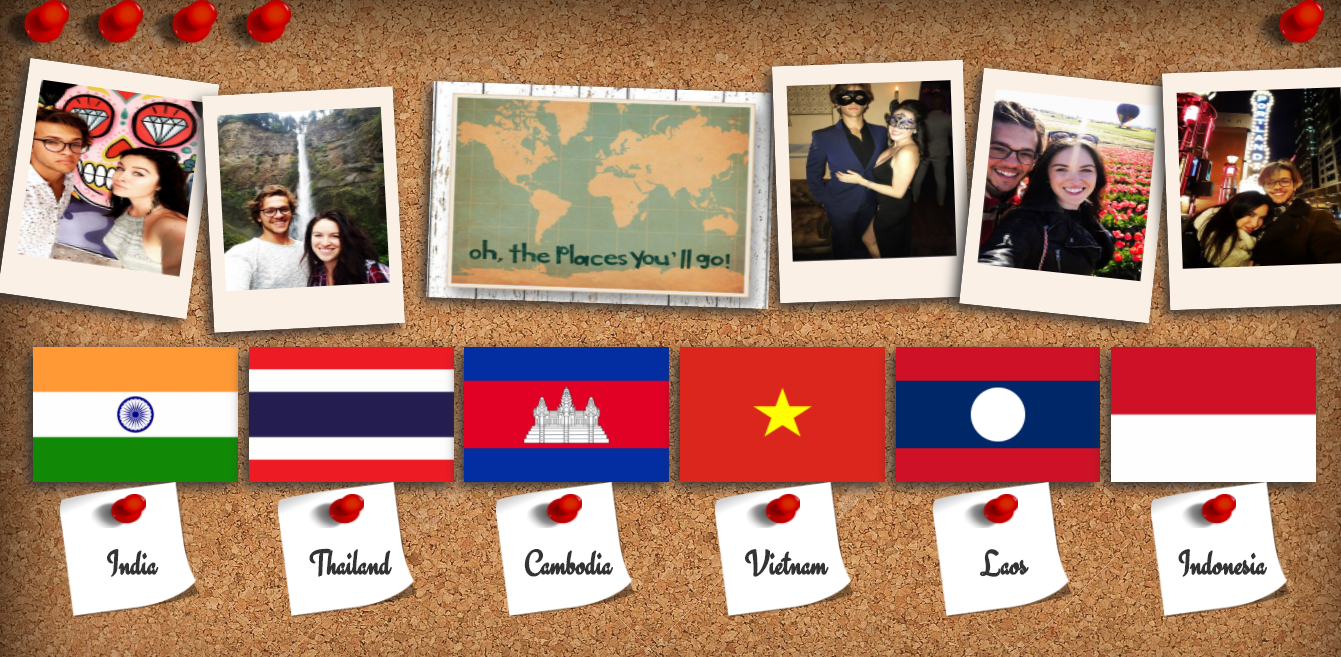 oh, the Places You'll go!
India
Thailand
Cambodia
Vietnam
Laos
Indonesia